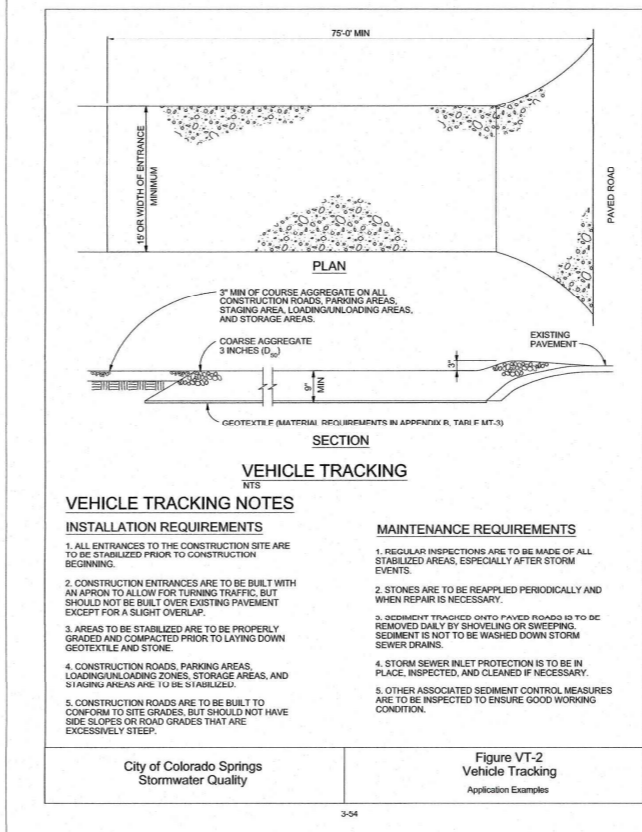 75'-0' MIN
15' OR WIDTH OF ENTRANCE
MINIMUM
PAVED ROAD
PLAN
3" MIN OF COURSE AGGREGATE ON ALL
CONSTRUCTION ROADS, PARKING AREAS,
STAGING AREA, LOADING/UNLOADING AREAS,
AND STORAGE AREAS.
COARSE AGGREGATE
3 INCHES (D50)
EXISTING
PAVEMENT
3"
9"
MIN
GEOTEXTILE (MATERIAL REQUIREMENTS IN APPENDIX B, TABLE MT-3)
SECTION
VEHICLE TRACKING
NTS
VEHICLE TRACKING NOTES
INSTALLATION REQUIREMENTS
1. ALL ENTRANCES TO THE CONSTRUCTION SITE ARE
TO BE STABILIZED PRIOR TO CONSTRUCTION
BEGINNING.
2. CONSTRUCTION ENTRANCES ARE TO BE BUILT WITH
AN APRON TO ALLOW FOR TURNING TRAFFIC, BUT
SHOULD NOT BE BUILT OVER EXISTING PAVEMENT
EXCEPT FOR A SLIGHT OVERLAP.
3. AREAS TO BE STABILIZED ARE TO BE PROPERLY
GRADED AND COMPACTED PRIOR TO LAYING DOWN
GEOTEXTILE AND STONE.
4. CONSTRUCTION ROADS, PARKING AREAS,
LOADING/UNLOADING ZONES, STORAGE AREAS, AND
STAGING AREAS ARE TO BE STABILIZED.
5. CONSTRUCTION ROADS ARE TO BE BUILT TO
CONFORM TO SITE GRADES, BUT SHOULD NOT HAVE
SIDE SLOPES OR ROAD GRADES THAT ARE
EXCESSIVELY STEEP.
MAINTENANCE REQUIREMENTS
1. REGULAR INSPECTIONS ARE TO BE MADE OF ALL
STABILIZED AREAS, ESPECIALLY AFTER STORM
EVENTS.
2. STONES ARE TO BE REAPPLIED PERIODICALLY AND
WHEN REPAIR IS NECESSARY.
3. SEDIMENT TRACKED ONTO PAVED ROADS IS TO BE
REMOVED DAILY BY SHOVELING OR SWEEPING.
SEDIMENT IS NOT TO BE WASHED DOWN STORM
SEWER DRAINS.
4. STORM SEWER INLET PROTECTION IS TO BE IN
PLACE, INSPECTED, AND CLEANED IF NECESSARY.
5. OTHER ASSOCIATED SEDIMENT CONTROL MEASURES
ARE TO BE INSPECTED TO ENSURE GOOD WORKING
CONDITION.
City of Colorado Springs
Stormwater Quality
Figure VT-2
Vehicle Tracking
Application Examples
3-54